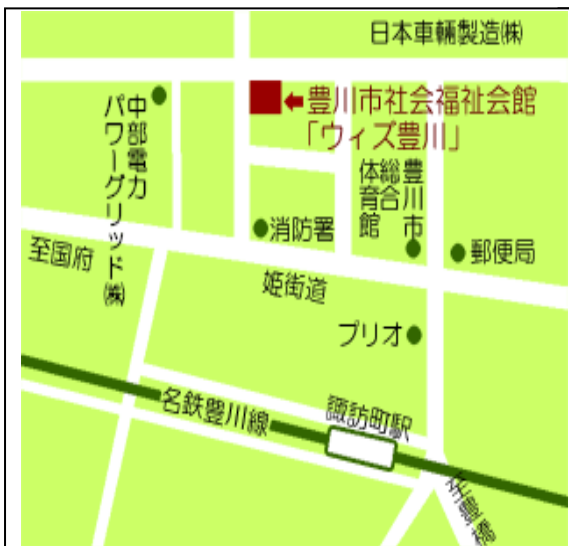 日本車輛製造㈱
豊川市社会福祉会館
「ウィズ豊川」
中部電力
パワーグリッド㈱
豊川市
総合
体育館
消防署
郵便局
至国府
姫街道
プリオ
名鉄豊川線
諏訪町駅
至豊橋